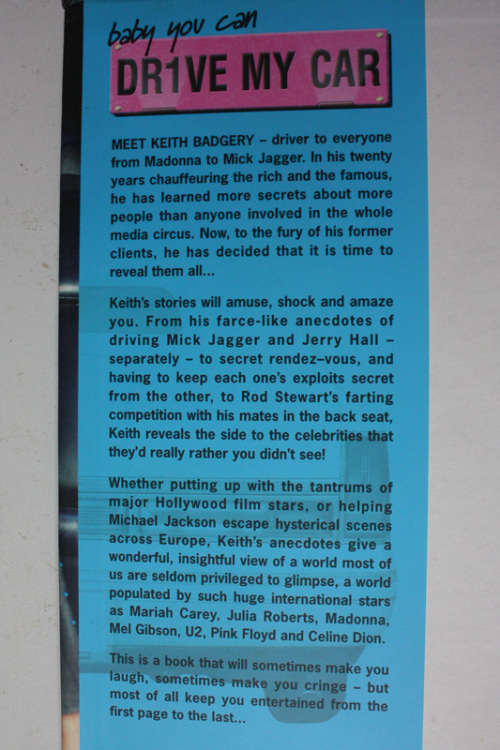 baby you can
DR1VE MY CAR
MEET KEITH BADGERY – driver to everyone
from Madonna to Mick Jagger. In his twenty
years chauffeuring the rich and the famous,
he has learned more secrets about more
people than anyone involved in the whole
media circus. Now, to the fury of his former
clients, he has decided that it is time to
reveal them all...
Keith's stories will amuse, shock and amaze
you. From his farce-like anecdotes of
driving Mick Jagger and Jerry Hall –
separately – to secret rendez–vous, and
having to keep each one's exploits secret
from the other, to Rod Stewart's farting
competition with his mates in the back seat,
Keith reveals the side to the celebrities that
they'd really rather you didn't see!
Whether putting up with the tantrums of
major Hollywood film stars, or helping
Michael Jackson escape hysterical scenes
across Europe, Keith's anecdotes give a
wonderful, insightful view of a world most of
us are seldom privileged to glimpse, a world
populated by such huge international stars
as Mariah Carey, Julia Roberts, Madonna,
Mel Gibson, U2, Pink Floyd and Celine Dion.
This is a book that will sometimes make you
laugh, sometimes make you cringe – but
most of all keep you entertained from the
first page to the last...